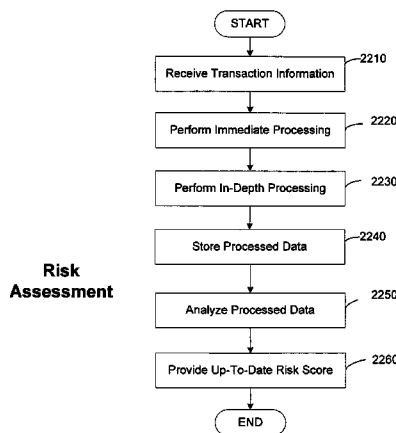 START
2210
Receive Transaction Information
2220
Perform Immediate Processing
2230
Perform In-Depth Processing
2240
Store Processed Data
Risk
Assessment
2250
Analyze Processed Data
2260
Provide Up-To-Date Risk Score
END